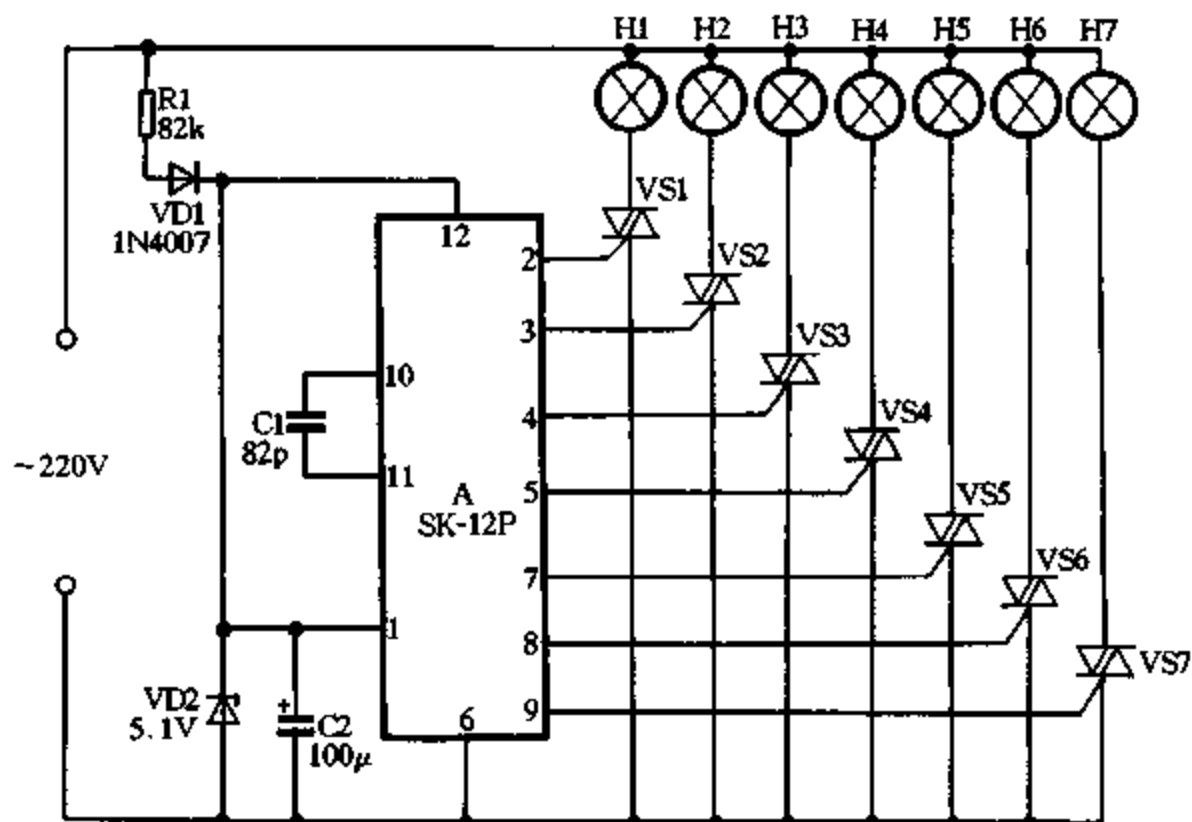 H1 H2 H3 H4 H5 H6 H7
R1
82k
VD1
1N4007
12
VS1
2
VS2
3
VS3
10
4
C1
82p
VS4
~220V
11
5
A
SK-12P
VS5
7
VS6
1
8
VS7
VD2
5.1V
+
C2
100μ
6
9